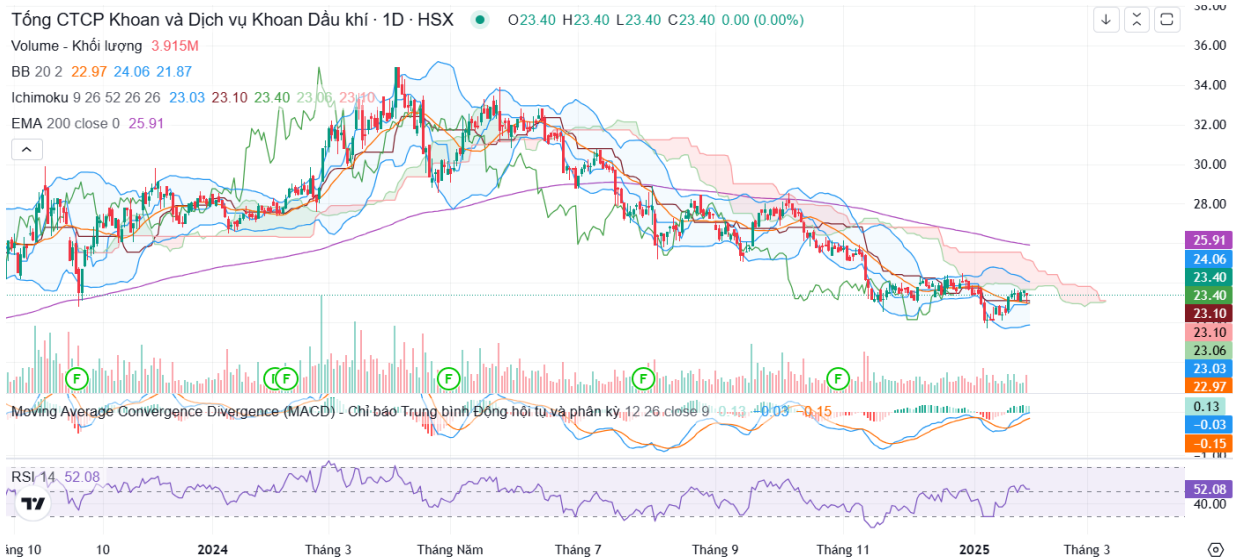 Tổng CTCP Khoan và Dịch vụ Khoan Dầu khí · 1D · HSX O23.40 H23.40 L23.40 C23.40 0.00 (0.00%)
Volume - Khối lượng 3.915M
BB 20 2 22.97 24.06 21.87
Ichimoku 9 26 52 26 26 23.03 23.10 23.40 23.06 23.10
EMA 200 close 0 25.91
38.00
36.00
34.00
32.00
30.00
28.00
25.91
24.06
23.40
23.40
23.10
23.10
23.06
23.03
22.97
F F F F F F
Moving Average Convergence Divergence (MACD) - Chỉ báo Trung bình Động hội tụ và phân kỳ 12 26 close 9 0.13 −0.03 −0.15
0.13
−0.03
−0.15
−1.00
RSI 14 52.08
52.08
40.00
10 2024 Tháng 3 Tháng Năm Tháng 7 Tháng 9 Tháng 11 2025 Tháng 3